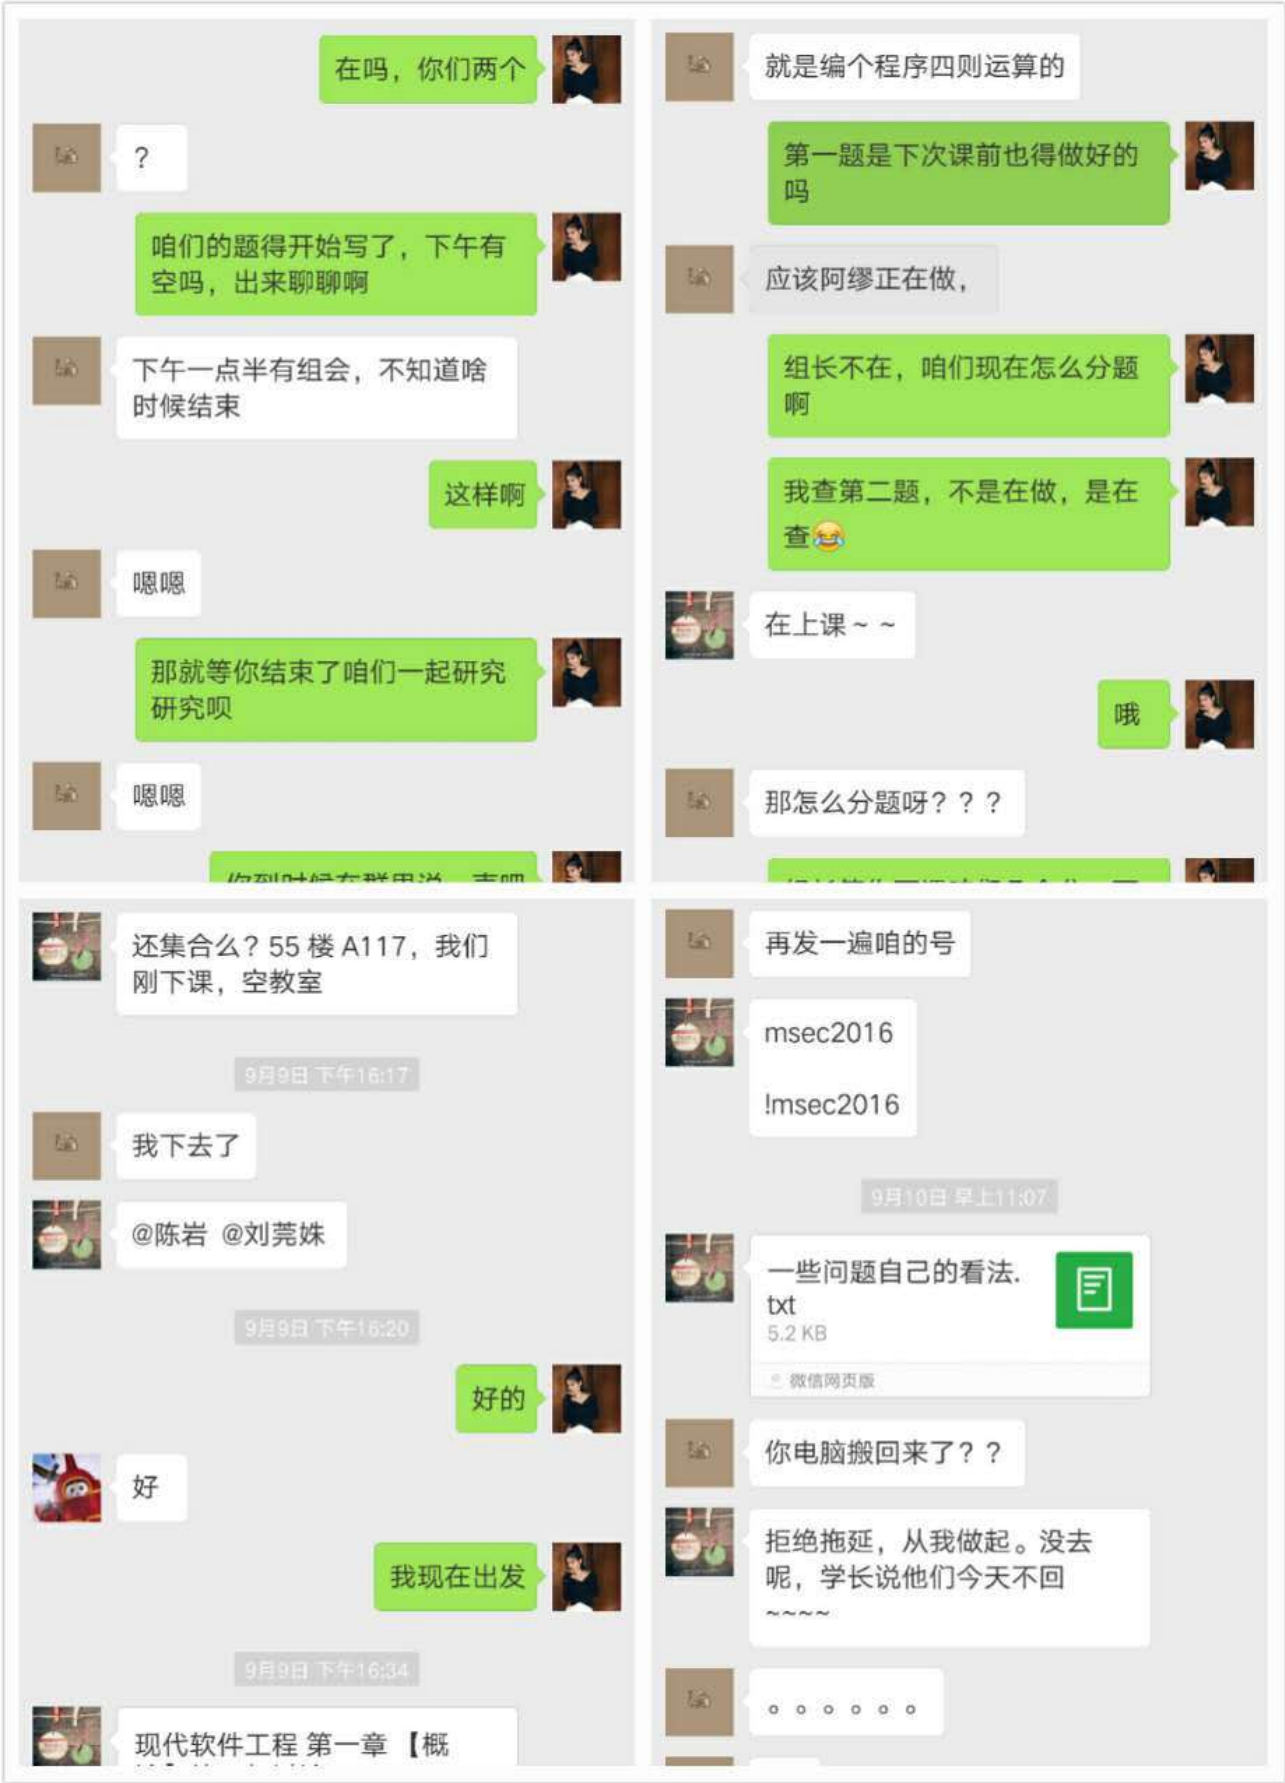 在吗，你们两个
？
咱们的题得开始写了，下午有
空吗，出来聊聊啊
下午一点半有组会，不知道啥
时候结束
这样啊
嗯嗯
那就等你结束了咱们一起研究
研究呗
嗯嗯
就是编个程序四则运算的
第一题是下次课前也得做好的
吗
应该阿缪正在做，
组长不在，咱们现在怎么分题
啊
我查第二题，不是在做，是在
查😂
在上课～～
哦
那怎么分题呀？？？
还集合么？55 楼 A117，我们
刚下课，空教室
9月9日 下午16:17
我下去了
@陈岩 @刘莞姝
9月9日 下午16:20
好的
好
我现在出发
9月9日 下午16:34
现代软件工程 第一章 【概
再发一遍咱的号
msec2016
!msec2016
9月10日 早上11:07
一些问题自己的看法.
txt
5.2 KB
微信网页版
你电脑搬回来了？？
拒绝拖延，从我做起。没去
呢，学长说他们今天不回
~~~~
。。。。。。